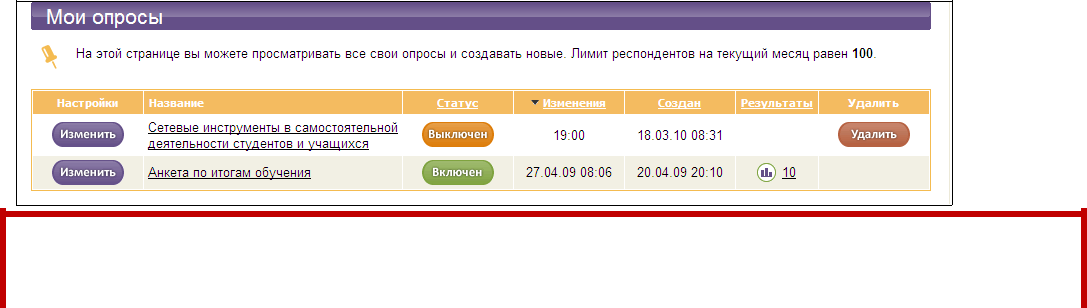 Мои опросы
На этой странице вы можете просматривать все свои опросы и создавать новые. Лимит респондентов на текущий месяц равен 100.
Настройки Название Статус Изменения Создан Результаты Удалить
Изменить Сетевые инструменты в самостоятельной деятельности студентов и учащихся Выключен 19:00 18.03.10 08:31 Удалить
Изменить Анкета по итогам обучения Включен 27.04.09 08:06 20.04.09 20:10 10